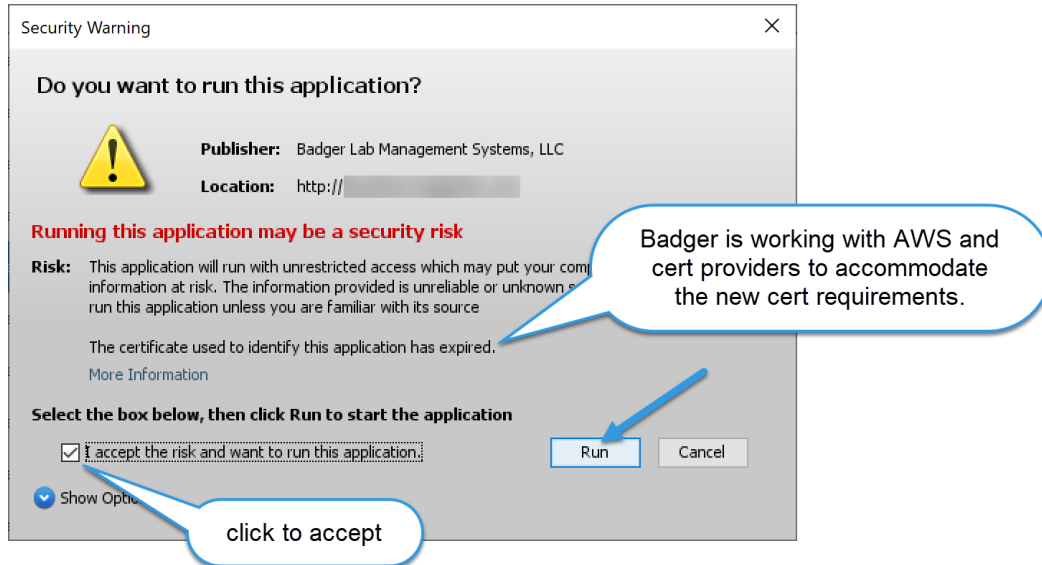 Security Warning
Do you want to run this application?
Publisher: Badger Lab Management Systems, LLC
Location: http://
Running this application may be a security risk
Risk: This application will run with unrestricted access which may put your
information at risk. The information provided is unreliable or unknown
run this application unless you are familiar with its source
The certificate used to identify this application has expired.
More Information
Badger is working with AWS and
cert providers to accommodate
the new cert requirements.
Select the box below, then click Run to start the application
I accept the risk and want to run this application.
Run
Cancel
Show
click to accept